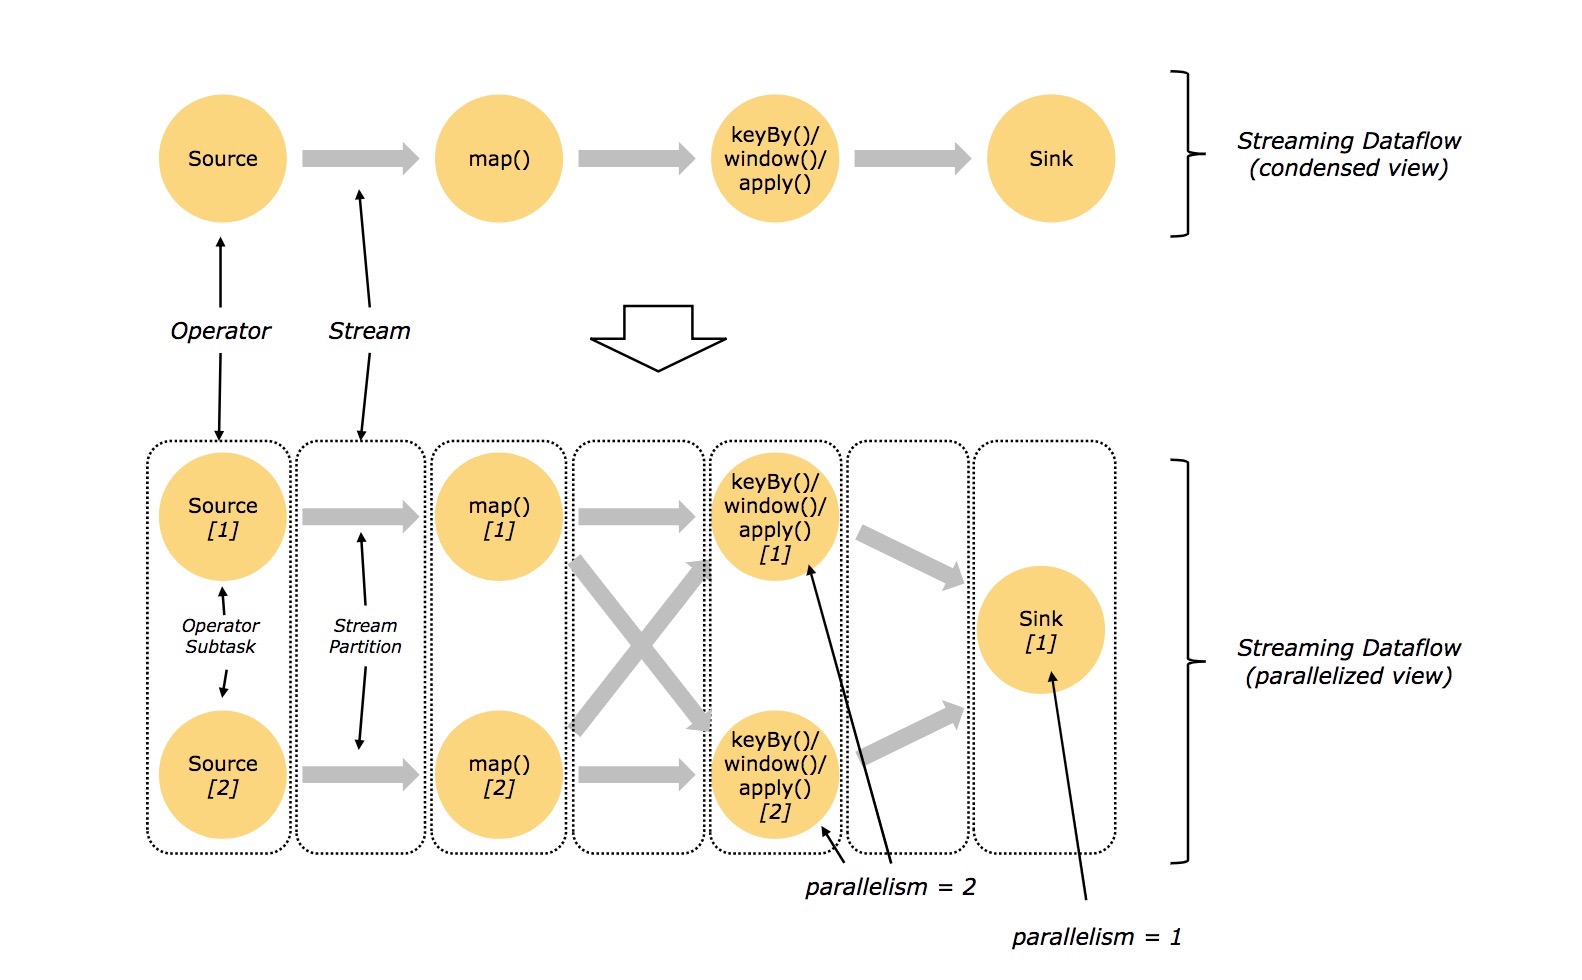 Source
map()
keyBy()/
window()/
apply()
Sink
Streaming Dataflow
(condensed view)
Operator
Stream
Source
[1]
map()
[1]
keyBy()/
window()/
apply()
[1]
Operator
Subtask
Stream
Partition
Sink
[1]
Streaming Dataflow
(parallelized view)
Source
[2]
map()
[2]
keyBy()/
window()/
apply()
[2]
parallelism = 2
parallelism = 1